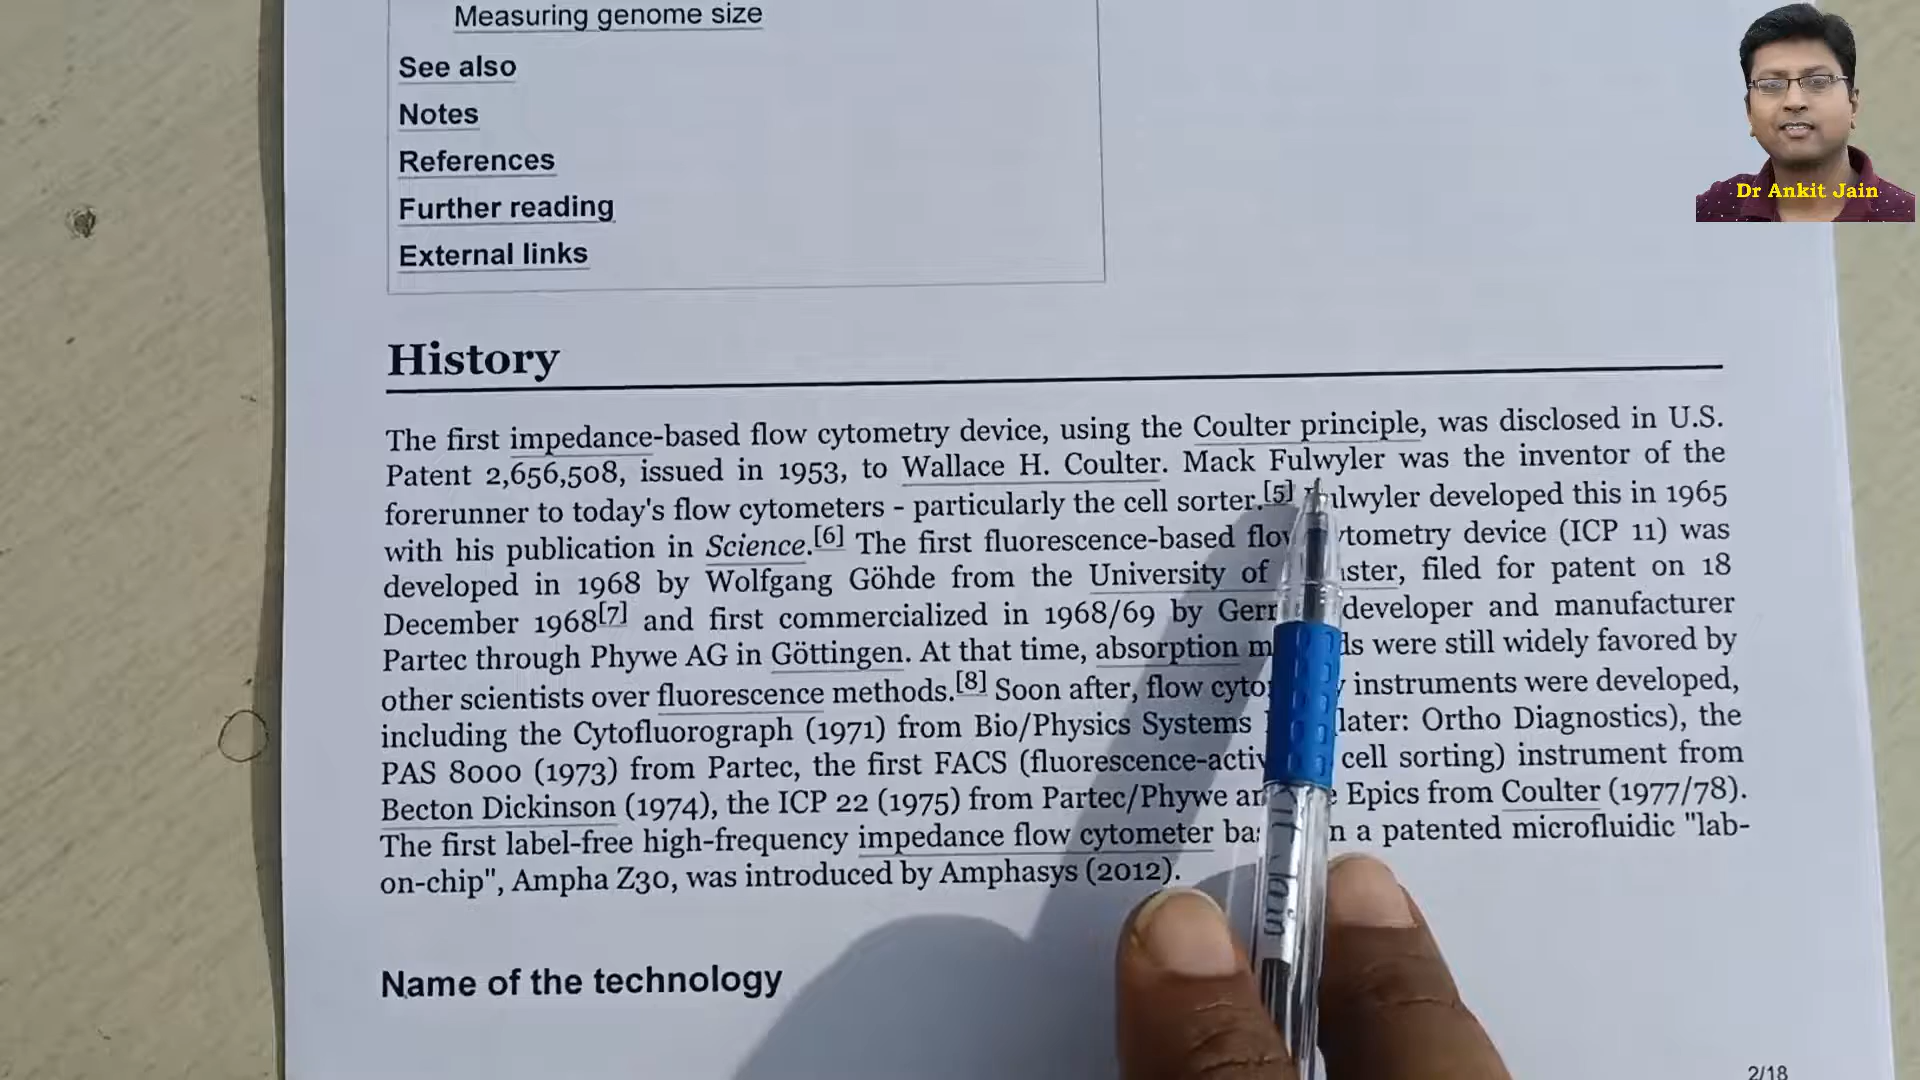 Measuring genome size
See also
Notes
References
Further reading
External links
Dr Ankit Jain
History
The first impedance-based flow cytometry device, using the Coulter principle, was disclosed in U.S.
Patent 2,656,508, issued in 1953, to Wallace H. Coulter. Mack Fulwyler was the inventor of the
forerunner to today's flow cytometers - particularly the cell sorter.[5] Fulwyler developed this in 1965
with his publication in Science.[6] The first fluorescence-based flow cytometry device (ICP 11) was
developed in 1968 by Wolfgang Göhde from the University of filed for patent on 18
December 1968[7] and first commercialized in 1968/69 by developer and manufacturer
Partec through Phywe AG in Göttingen. At that time, absorption were still widely favored by
other scientists over fluorescence methods.[8] Soon after, flow instruments were developed,
including the Cytofluorograph (1971) from Bio/Physics Systems later: Ortho Diagnostics), the
PAS 8000 (1973) from Partec, the first FACS cell sorting) instrument from
Becton Dickinson (1974), the ICP 22 (1975) from Partec/Phywe Epics from Coulter (1977/78).
The first label-free high-frequency impedance flow cytometer a patented microfluidic "lab-
on-chip", Ampha Z30, was introduced by Amphasys (2012).
Name of the technology
Jain
2/18